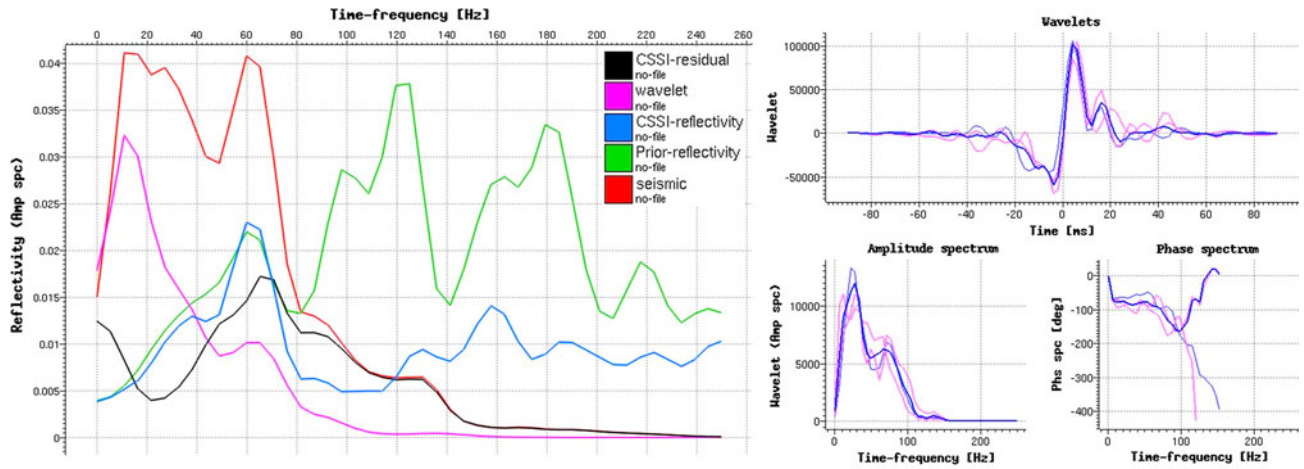 Time-frequency [Hz]
0 20 40 60 80 100 120 140 160 180 200 220 240 260
Reflectivity (Amp spc)
0.04
0.035
0.03
0.025
0.02
0.015
0.01
0.005
0
CSSI-residual
no-file
wavelet
no-file
CSSI-reflectivity
no-file
Prior-reflectivity
no-file
seismic
no-file
Wavelets
Wavelet
100000
50000
0
-50000
-80 -60 -40 -20 0 20 40 60 80
Time [ms]
Amplitude spectrum
Wavelet (Amp spc)
10000
5000
0
0 100 200
Time-frequency [Hz]
Phase spectrum
Phs spc [deg]
0
-100
-200
-300
-400
0 100 200
Time-frequency [Hz]